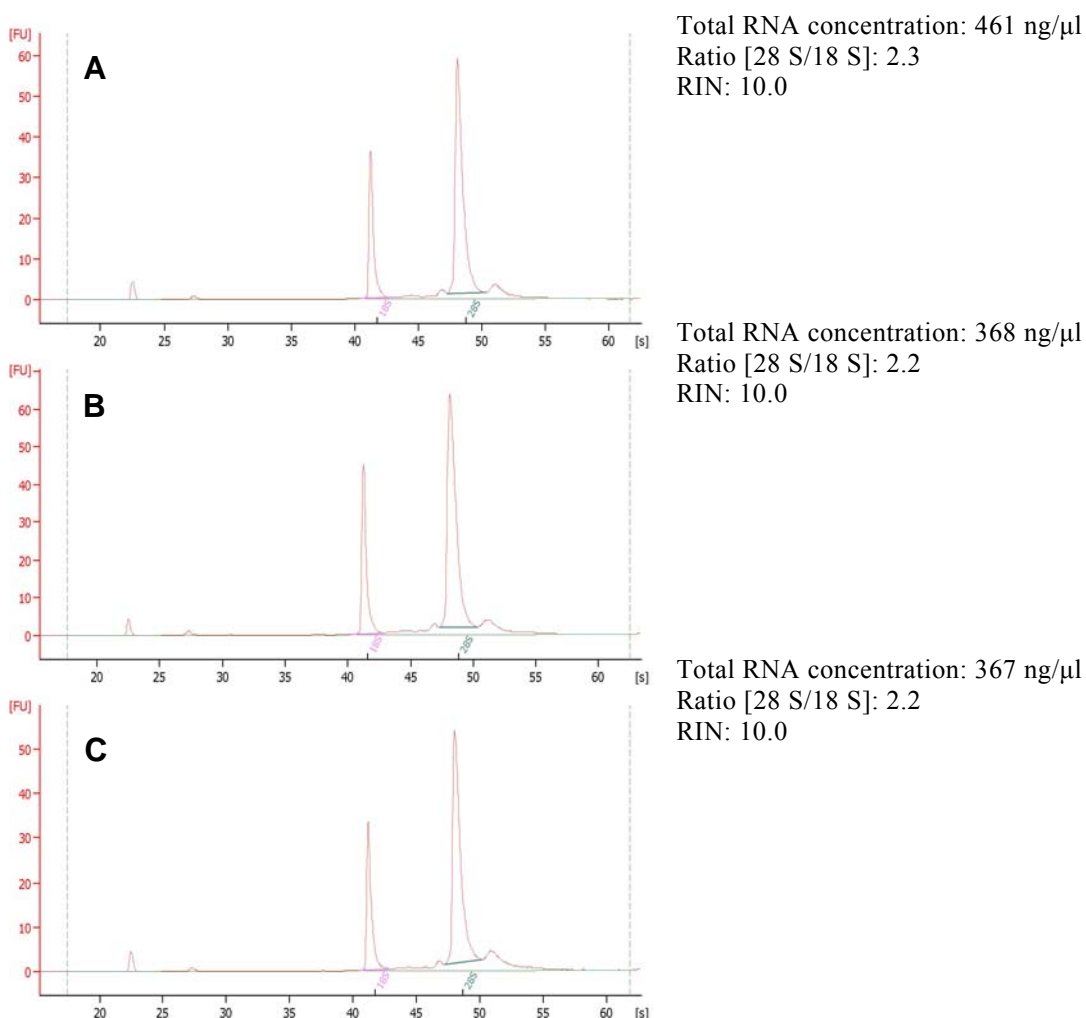 [FU]
60
50
40
30
20
10
0
A
18S
28S
20 25 30 35 40 45 50 55 60 [s]
Total RNA concentration: 461 ng/µl
Ratio [28 S/18 S]: 2.3
RIN: 10.0
[FU]
60
50
40
30
20
10
0
B
18S
28S
20 25 30 35 40 45 50 55 60 [s]
Total RNA concentration: 368 ng/µl
Ratio [28 S/18 S]: 2.2
RIN: 10.0
[FU]
50
40
30
20
10
0
C
18S
28S
20 25 30 35 40 45 50 55 60 [s]
Total RNA concentration: 367 ng/µl
Ratio [28 S/18 S]: 2.2
RIN: 10.0